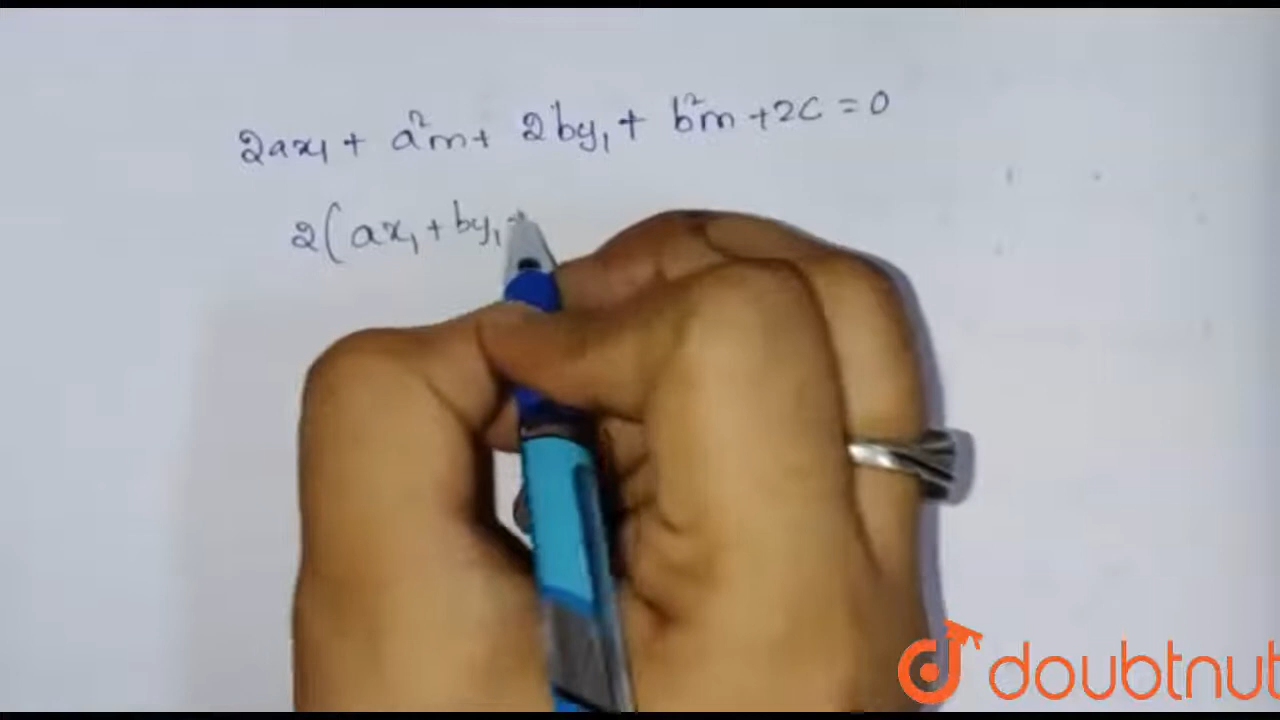 2ax₁ + a²m + 2by₁ + b²m + 2c = 0
2(ax₁ + by₁ +
doubtnut